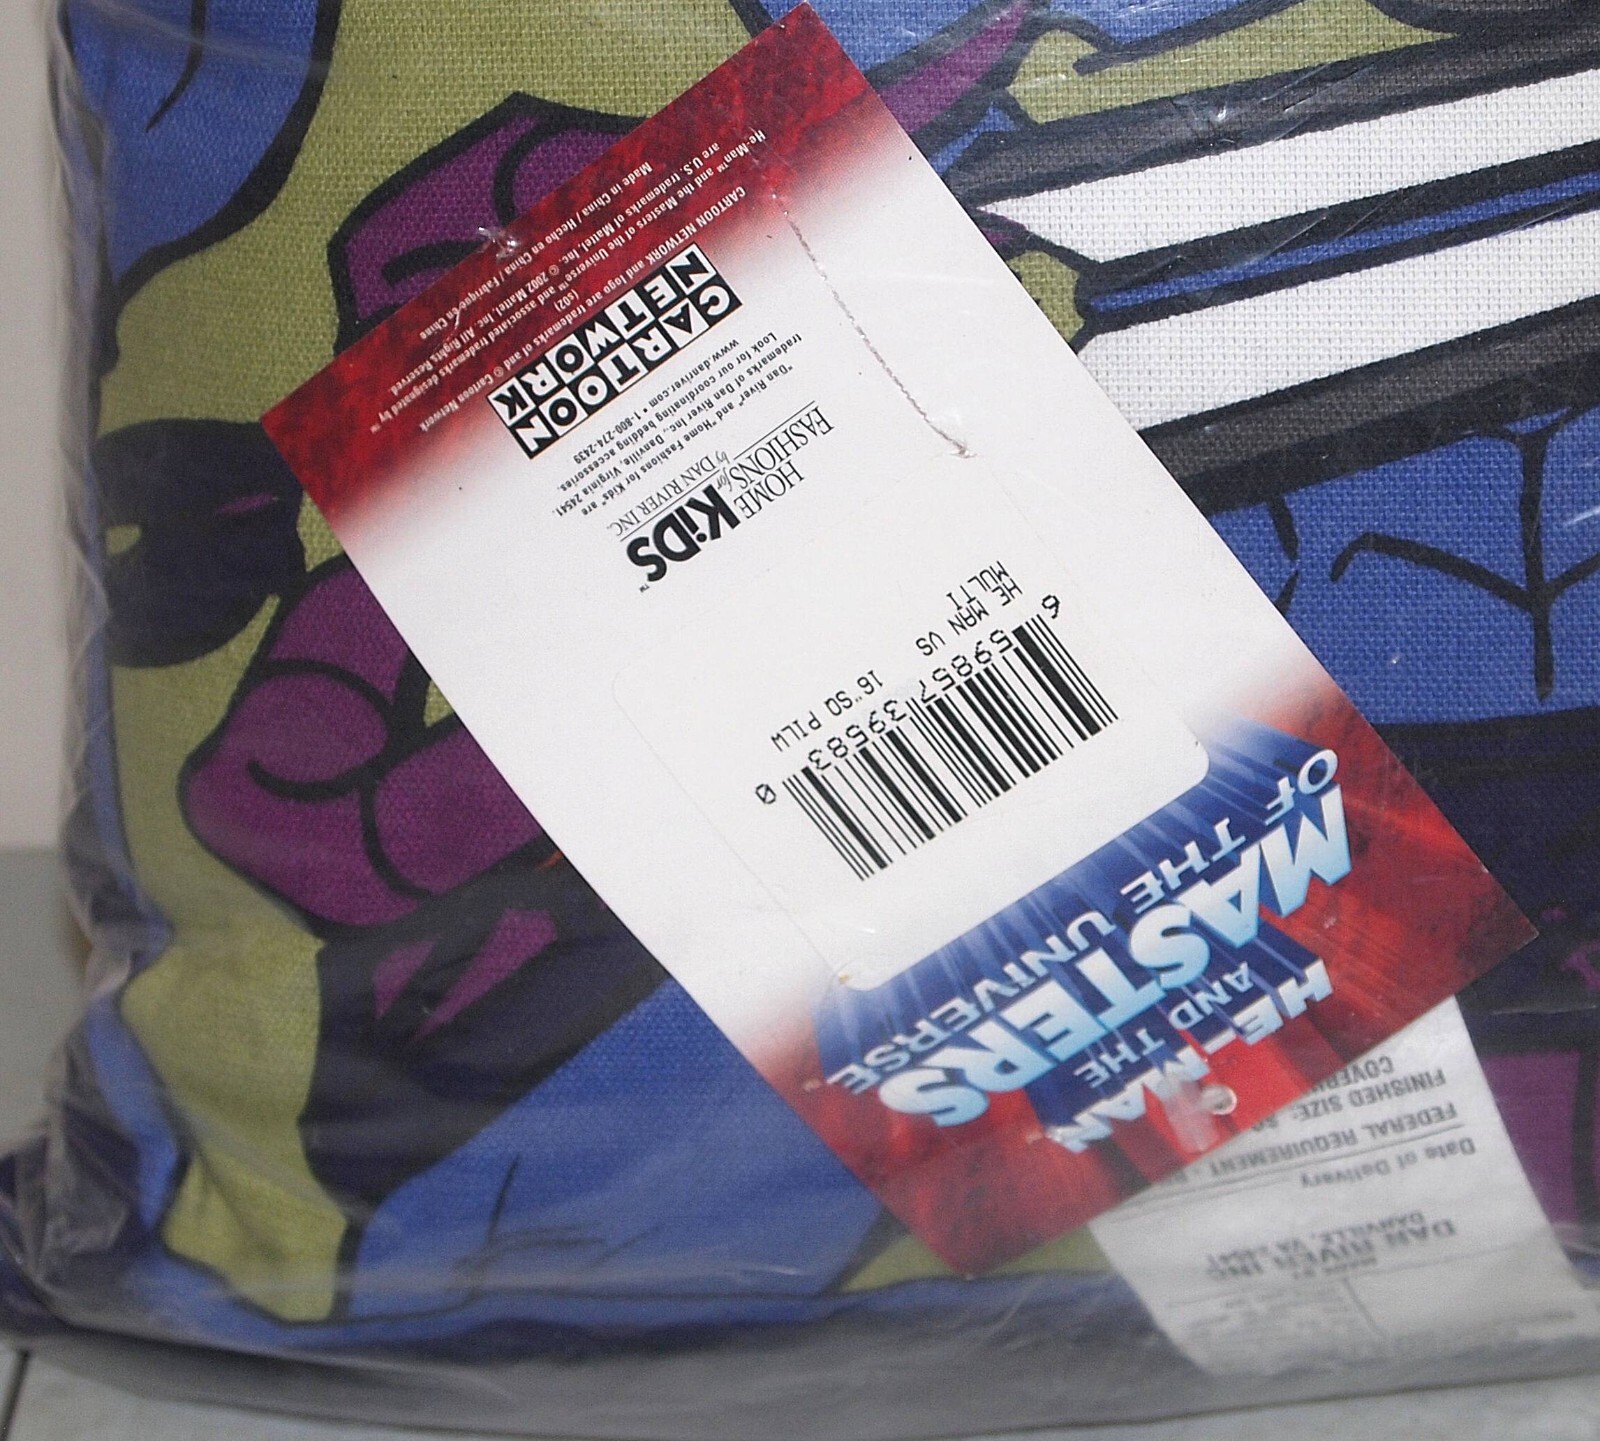 HE-MAN
AND THE
MASTERS
OF THE UNIVERSE™
6 59857 39583 0
HE MAN VS 16"SQ PILW
MULTI
HOME
FASHIONS for KiDS™
by DAN RIVER INC.
"Dan River" and "Home Fashions for Kids" are
trademarks of Dan River Inc., Danville, Virginia 24541.
Look for our coordinating bedding accessories.
www.danriver.com • 1-800-274-2439
CARTOON
NETWORK
CARTOON NETWORK and logo are trademarks of and © Cartoon Network
(s02)
He-Man™ and the Masters of the Universe™ and associated trademarks designated by ™
are U.S. trademarks of Mattel, Inc. © 2002 Mattel, Inc. All Rights Reserved.
Made in China / Hecho en China / Fabriqué en Chine
DAN RIVER INC.
DANVILLE, VA 24541
Date of Delivery
FEDERAL REQUIREMENT
FINISHED SIZE: